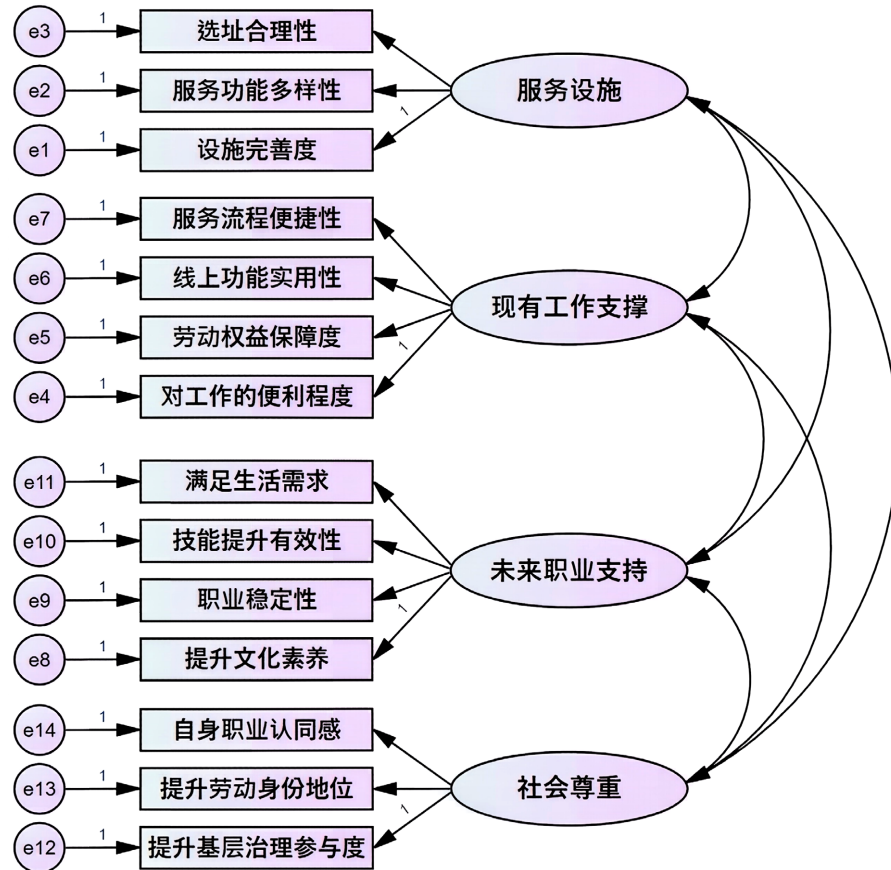 e3 1 选址合理性
e2 1 服务功能多样性
1
e1 1 设施完善度
服务设施
e7 1 服务流程便捷性
e6 1 线上功能实用性
e5 1 劳动权益保障度
1
e4 1 对工作的便利程度
现有工作支撑
e11 1 满足生活需求
e10 1 技能提升有效性
e9 1 职业稳定性
1
e8 1 提升文化素养
未来职业支持
e14 1 自身职业认同感
e13 1 提升劳动身份地位
1
e12 1 提升基层治理参与度
社会尊重